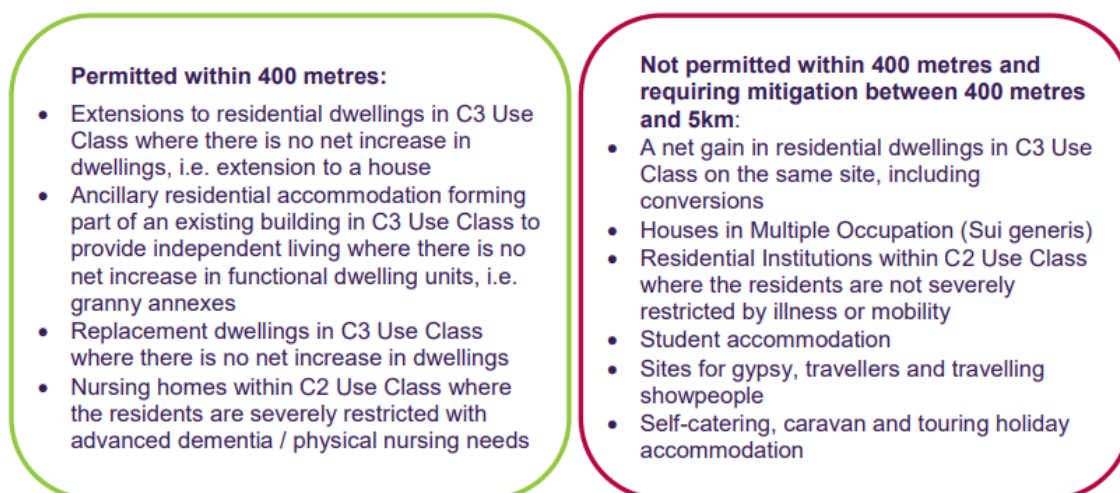 Permitted within 400 metres:
• Extensions to residential dwellings in C3 Use
Class where there is no net increase in
dwellings, i.e. extension to a house
• Ancillary residential accommodation forming
part of an existing building in C3 Use Class to
provide independent living where there is no
net increase in functional dwelling units, i.e.
granny annexes
• Replacement dwellings in C3 Use Class
where there is no net increase in dwellings
• Nursing homes within C2 Use Class where
the residents are severely restricted with
advanced dementia / physical nursing needs
Not permitted within 400 metres and
requiring mitigation between 400 metres
and 5km:
• A net gain in residential dwellings in C3 Use
Class on the same site, including
conversions
• Houses in Multiple Occupation (Sui generis)
• Residential Institutions within C2 Use Class
where the residents are not severely
restricted by illness or mobility
• Student accommodation
• Sites for gypsy, travellers and travelling
showpeople
• Self-catering, caravan and touring holiday
accommodation